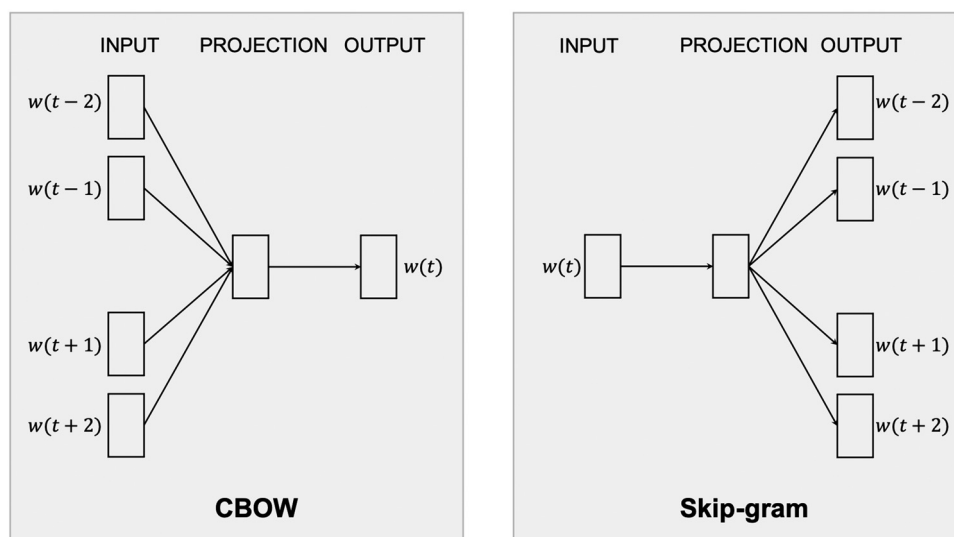 INPUT PROJECTION OUTPUT
w(t − 2)
w(t − 1)
w(t)
w(t + 1)
w(t + 2)
CBOW
INPUT PROJECTION OUTPUT
w(t − 2)
w(t − 1)
w(t)
w(t + 1)
w(t + 2)
Skip-gram